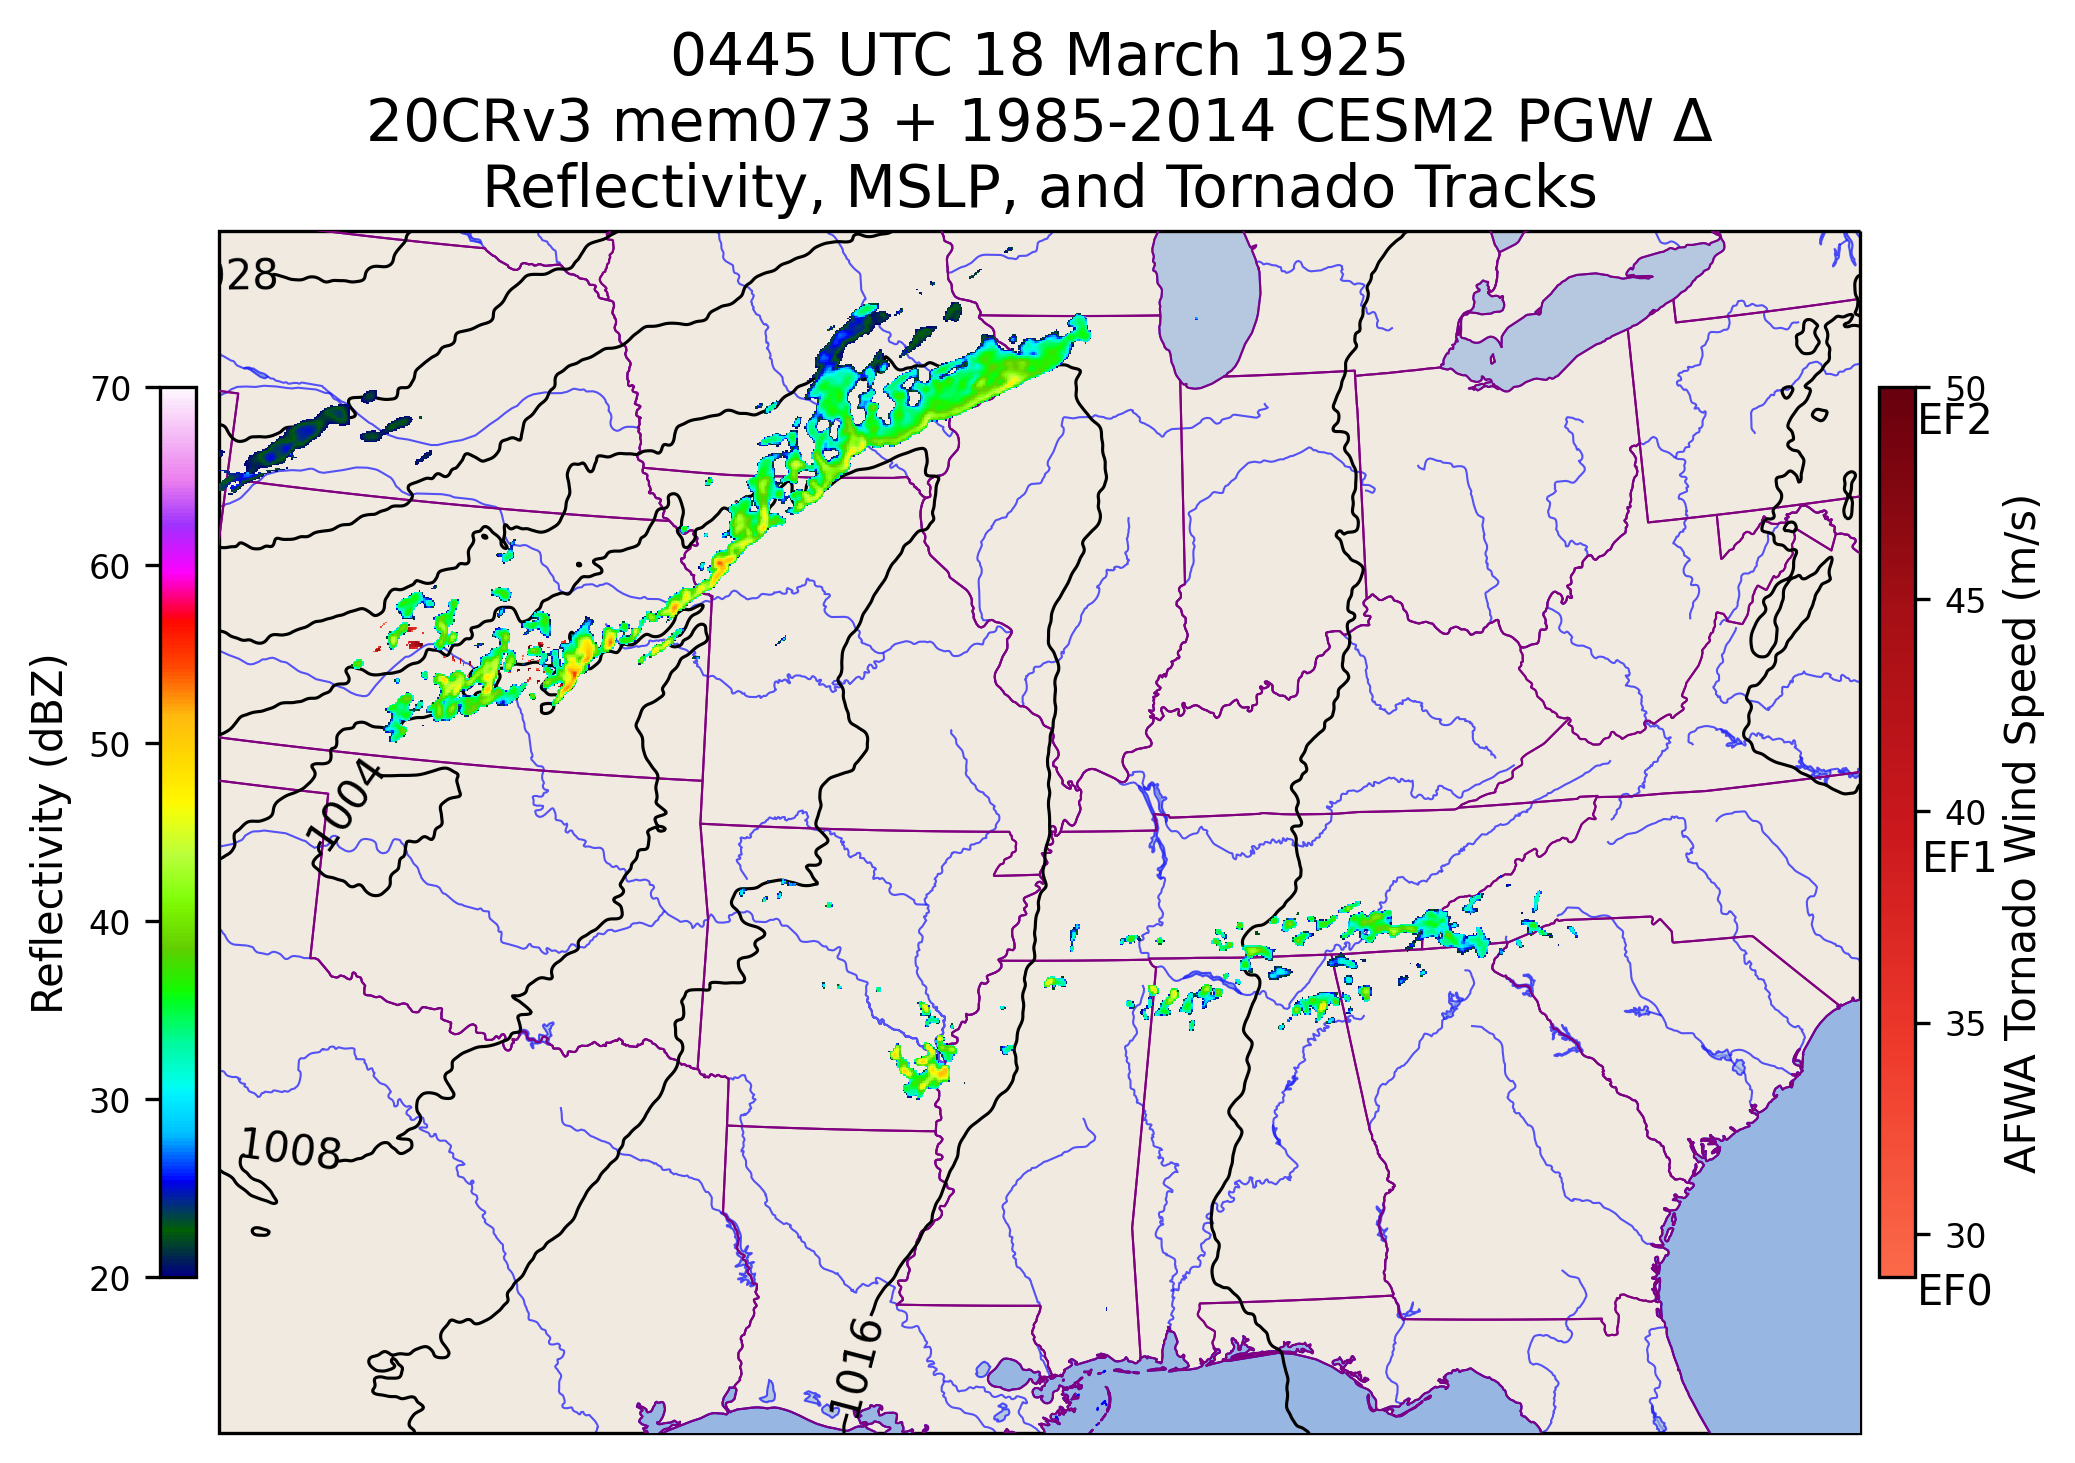 0445 UTC 18 March 1925
20CRv3 mem073 + 1985-2014 CESM2 PGW Δ
Reflectivity, MSLP, and Tornado Tracks
28
1004
1008
1016
70
60
50
40
30
20
Reflectivity (dBZ)
50
EF2
45
40
EF1
35
30
EF0
AFWA Tornado Wind Speed (m/s)